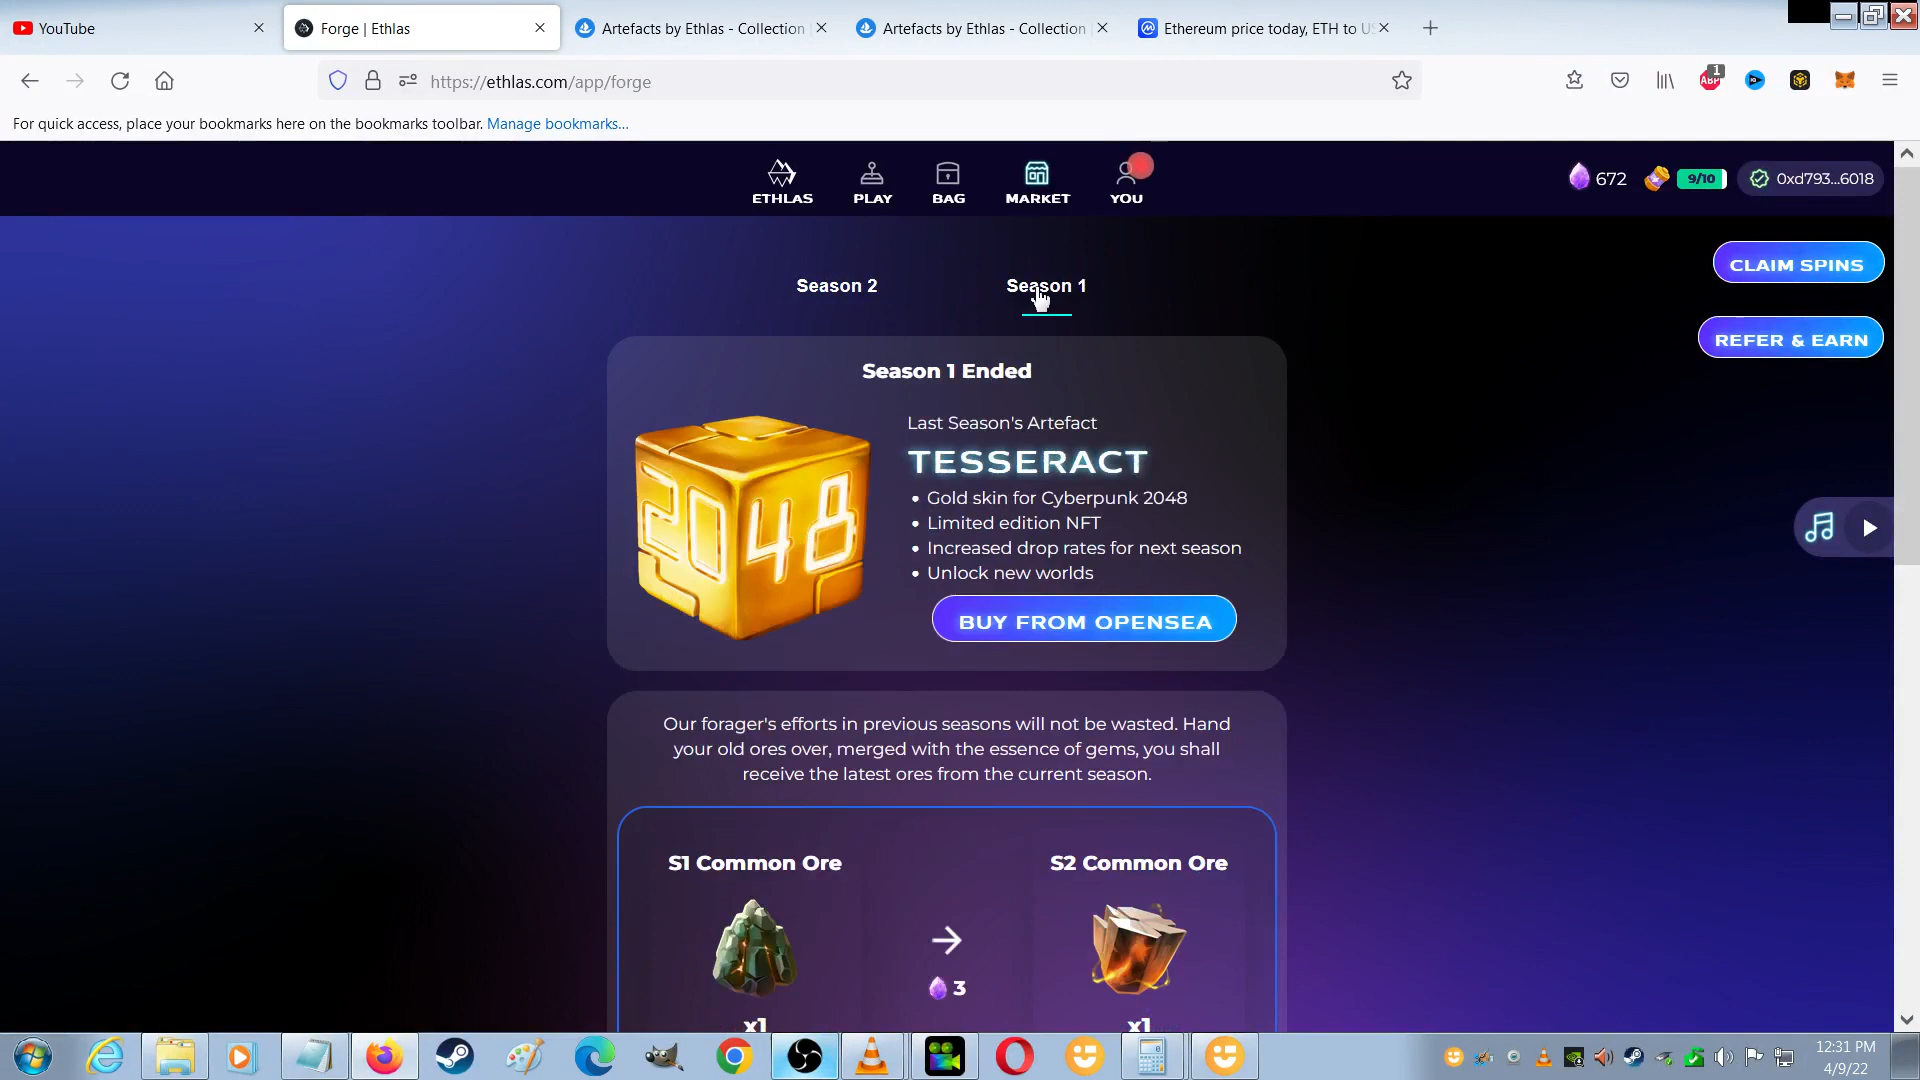 YouTube
Forge | Ethlas
Artefacts by Ethlas - Collection
Artefacts by Ethlas - Collection
Ethereum price today, ETH to US
https://ethlas.com/app/forge
ABP
1
For quick access, place your bookmarks here on the bookmarks toolbar. Manage bookmarks...
ETHLAS
PLAY
BAG
MARKET
YOU
672
9/10
0xd793...6018
CLAIM SPINS
REFER & EARN
Season 2
Season 1
Season 1 Ended
2048
Last Season's Artefact
TESSERACT
• Gold skin for Cyberpunk 2048
• Limited edition NFT
• Increased drop rates for next season
• Unlock new worlds
BUY FROM OPENSEA
Our forager's efforts in previous seasons will not be wasted. Hand
your old ores over, merged with the essence of gems, you shall
receive the latest ores from the current season.
S1 Common Ore
S2 Common Ore
3
x1
x1
12:31 PM
4/9/22